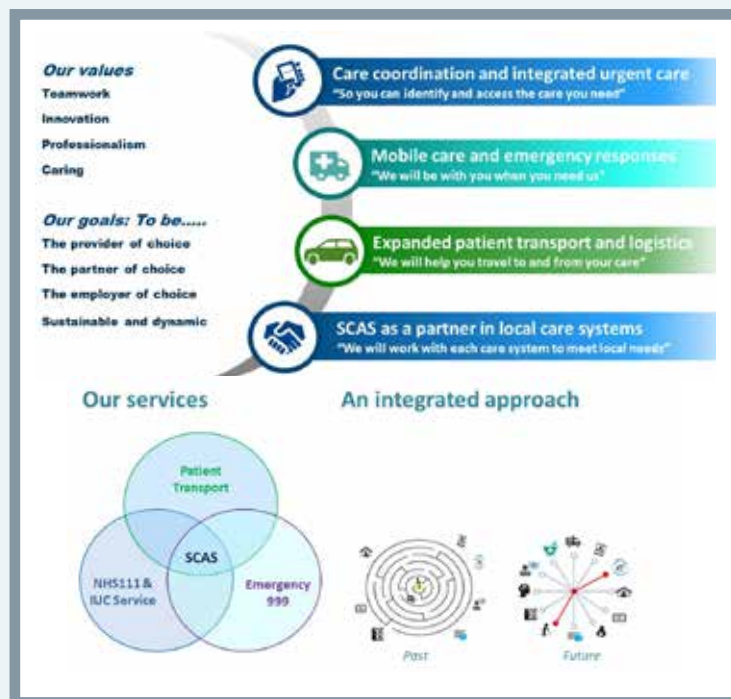 Our values
Teamwork
Innovation
Professionalism
Caring
Our goals: To be.....
The provider of choice
The partner of choice
The employer of choice
Sustainable and dynamic
Care coordination and integrated urgent care
"So you can identify and access the care you need"
Mobile care and emergency responses
"We will be with you when you need us"
Expanded patient transport and logistics
"We will help you travel to and from your care"
SCAS as a partner in local care systems
"We will work with each care system to meet local needs"
Our services
Patient
Transport
SCAS
NHS111 &
IUC Service
Emergency
999
An integrated approach
Past
Future